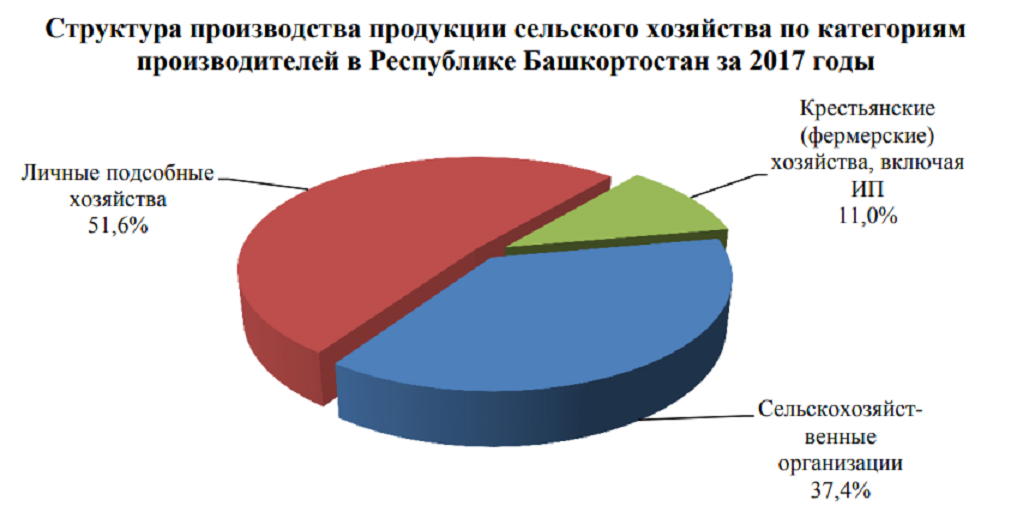 Структура производства продукции сельского хозяйства по категориям
производителей в Республике Башкортостан за 2017 годы
Крестьянские
(фермерские)
хозяйства, включая
ИП
11,0%
Личные подсобные
хозяйства
51,6%
Сельскохозяйст-
венные
организации
37,4%